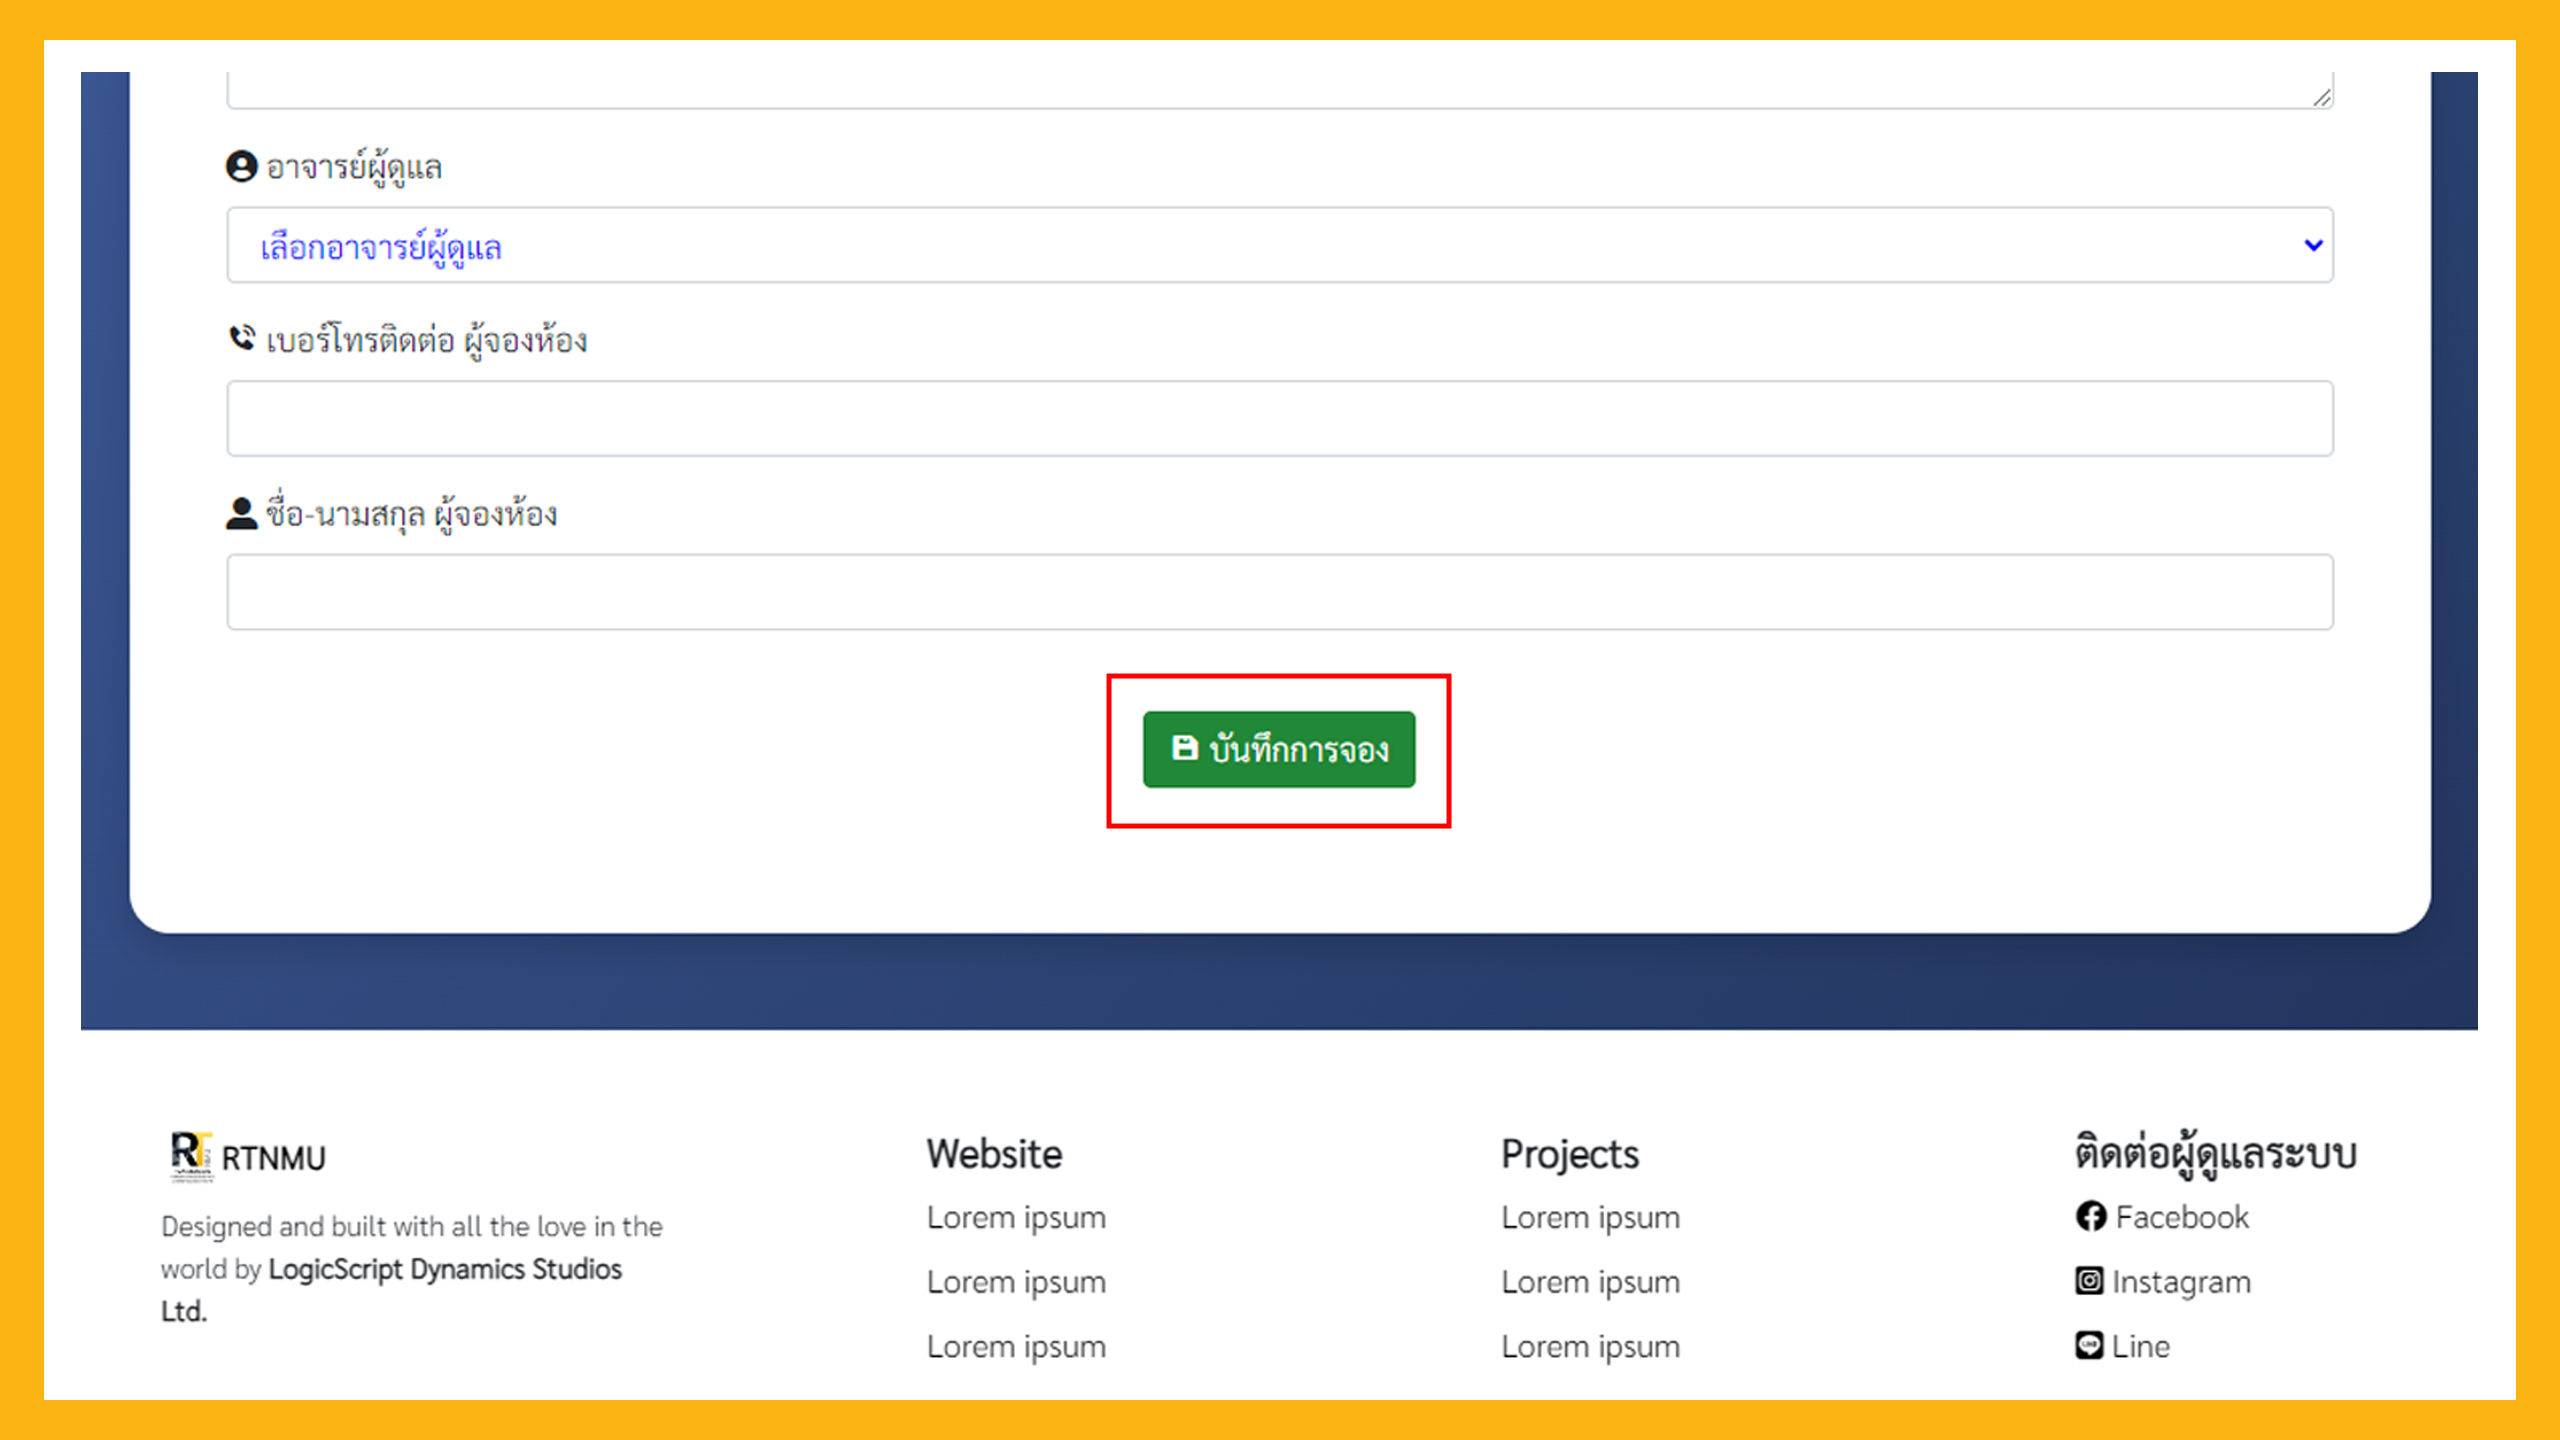 อาจารย์ผู้ดูแล
เลือกอาจารย์ผู้ดูแล
เบอร์โทรติดต่อ ผู้จองห้อง
ชื่อ-นามสกุล ผู้จองห้อง
บันทึกการจอง
RTNMU
Designed and built with all the love in the
world by LogicScript Dynamics Studios
Ltd.
Website
Lorem ipsum
Lorem ipsum
Lorem ipsum
Projects
Lorem ipsum
Lorem ipsum
Lorem ipsum
ติดต่อผู้ดูแลระบบ
Facebook
Instagram
Line